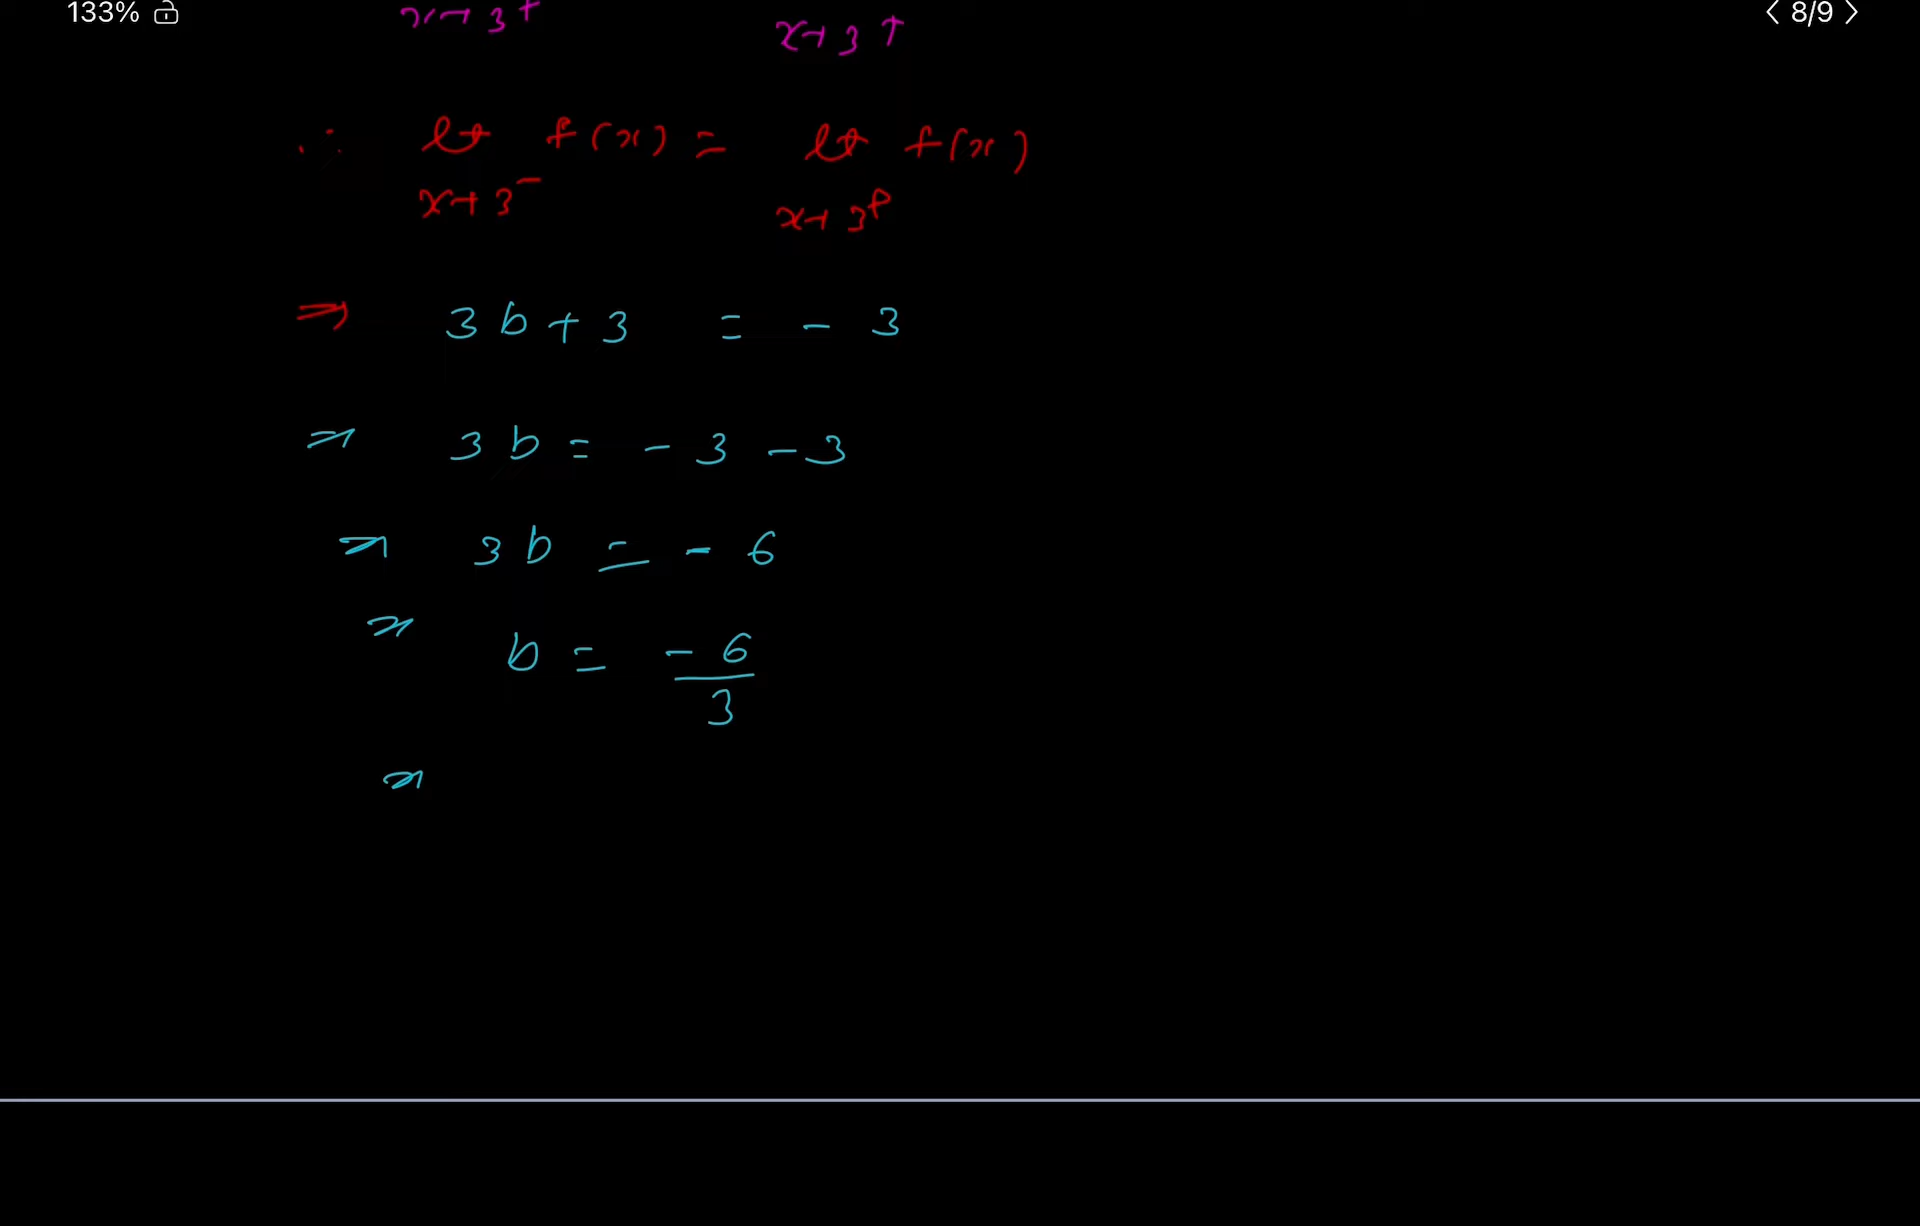 133% < 8/9 >
x→3+ x→3+
∴ lt f(x) = lt f(x)
x→3- x→3+
⇒ 3b+3 = -3
⇒ 3b = -3 -3
⇒ 3b = -6
⇒ b = -6/3
⇒